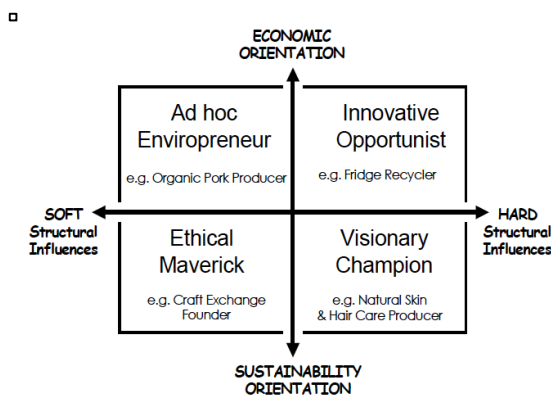 ECONOMIC
ORIENTATION
Ad hoc
Enviropreneur
e.g. Organic Pork Producer
Innovative
Opportunist
e.g. Fridge Recycler
SOFT
Structural
Influences
HARD
Structural
Influences
Ethical
Maverick
e.g. Craft Exchange
Founder
Visionary
Champion
e.g. Natural Skin
& Hair Care Producer
SUSTAINABILITY
ORIENTATION